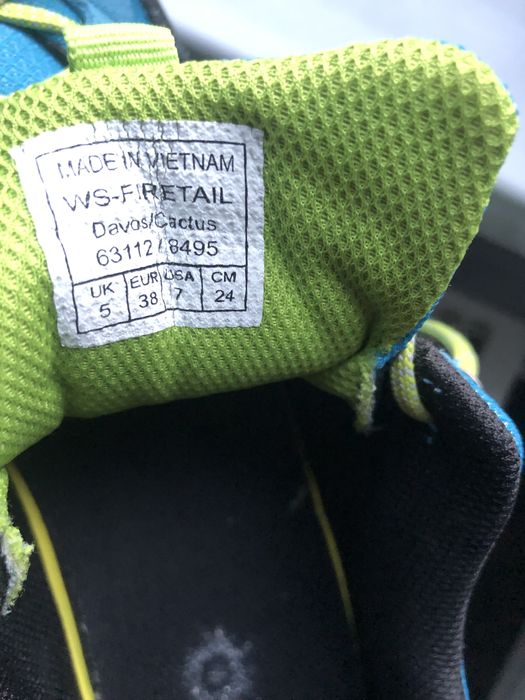 MADE IN VIETNAM
WS-FIRETAIL
Davos/Cactus
63112 / 8495
UK EUR USA CM
5 38 7 24